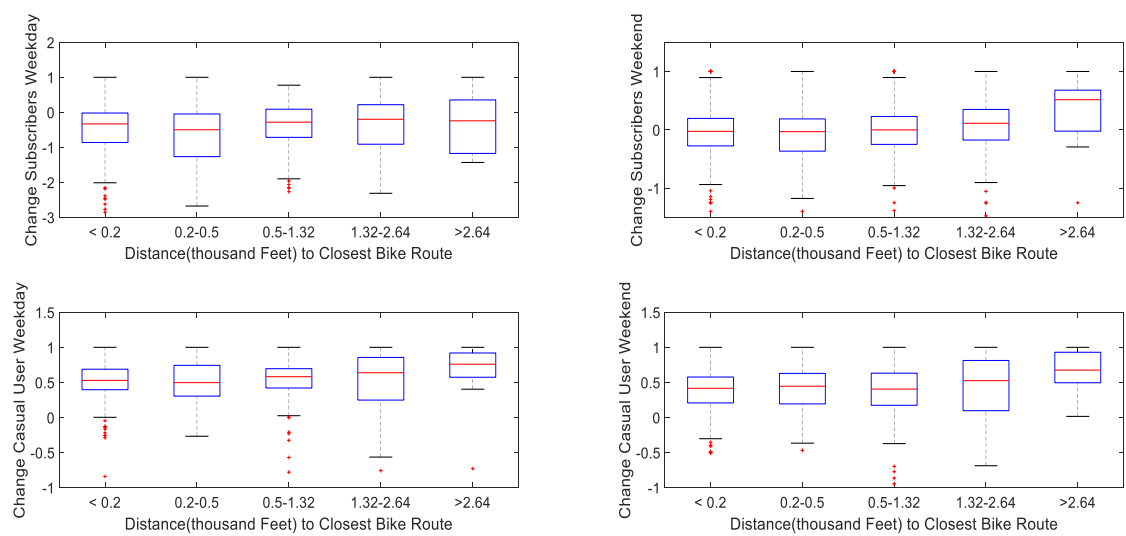 Change Subscribers Weekday
2
1
0
-1
-2
-3
< 0.2 0.2-0.5 0.5-1.32 1.32-2.64 >2.64
Distance(thousand Feet) to Closest Bike Route
Change Subscribers Weekend
1
0
-1
< 0.2 0.2-0.5 0.5-1.32 1.32-2.64 >2.64
Distance(thousand Feet) to Closest Bike Route
Change Casual User Weekday
1.5
1
0.5
0
-0.5
-1
< 0.2 0.2-0.5 0.5-1.32 1.32-2.64 >2.64
Distance(thousand Feet) to Closest Bike Route
Change Casual User Weekend
1.5
1
0.5
0
-0.5
-1
< 0.2 0.2-0.5 0.5-1.32 1.32-2.64 >2.64
Distance(thousand Feet) to Closest Bike Route